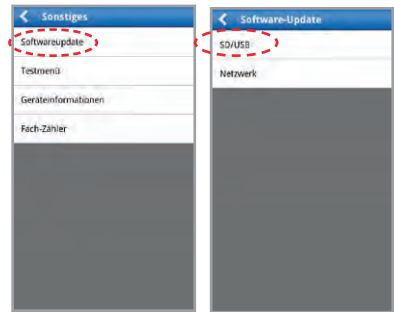 Sonstiges
Softwareupdate
Testmenü
Geräteinformationen
Fach-Zähler
Software-Update
SD/USB
Netzwerk